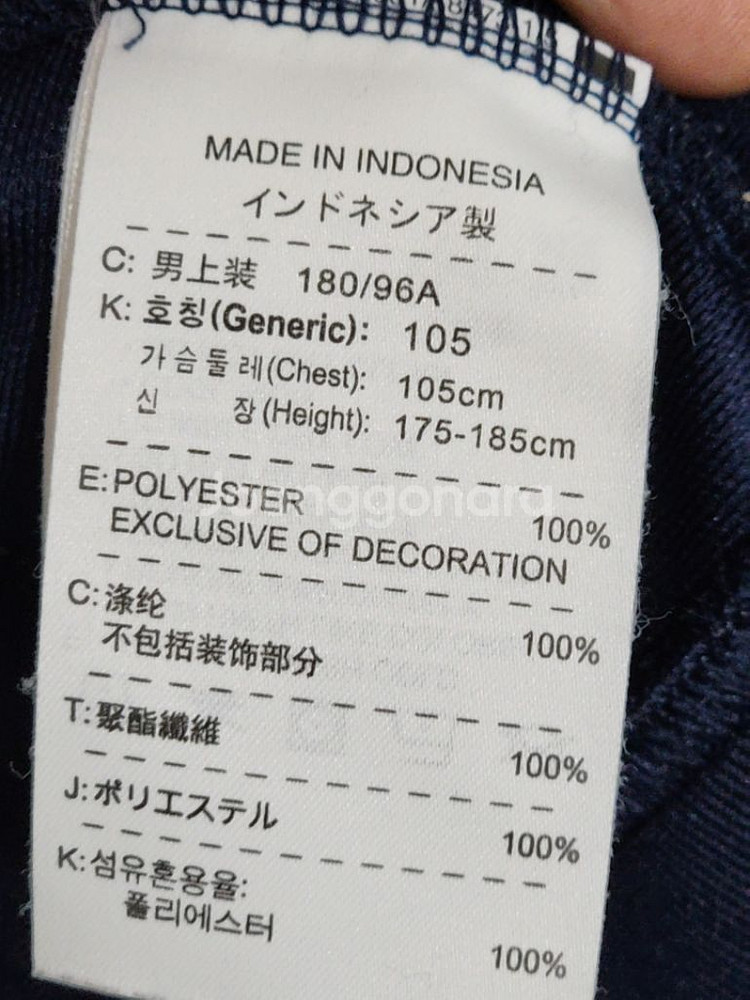 MADE IN INDONESIA
インドネシア製
C: 男上装 180/96A
K: 호칭(Generic): 105
가슴둘레(Chest): 105cm
신 장(Height): 175-185cm
E:POLYESTER 100%
EXCLUSIVE OF DECORATION
C:涤纶 100%
不包括装饰部分
T:聚酯纖維 100%
J:ポリエステル 100%
K:섬유혼용율:
폴리에스터 100%